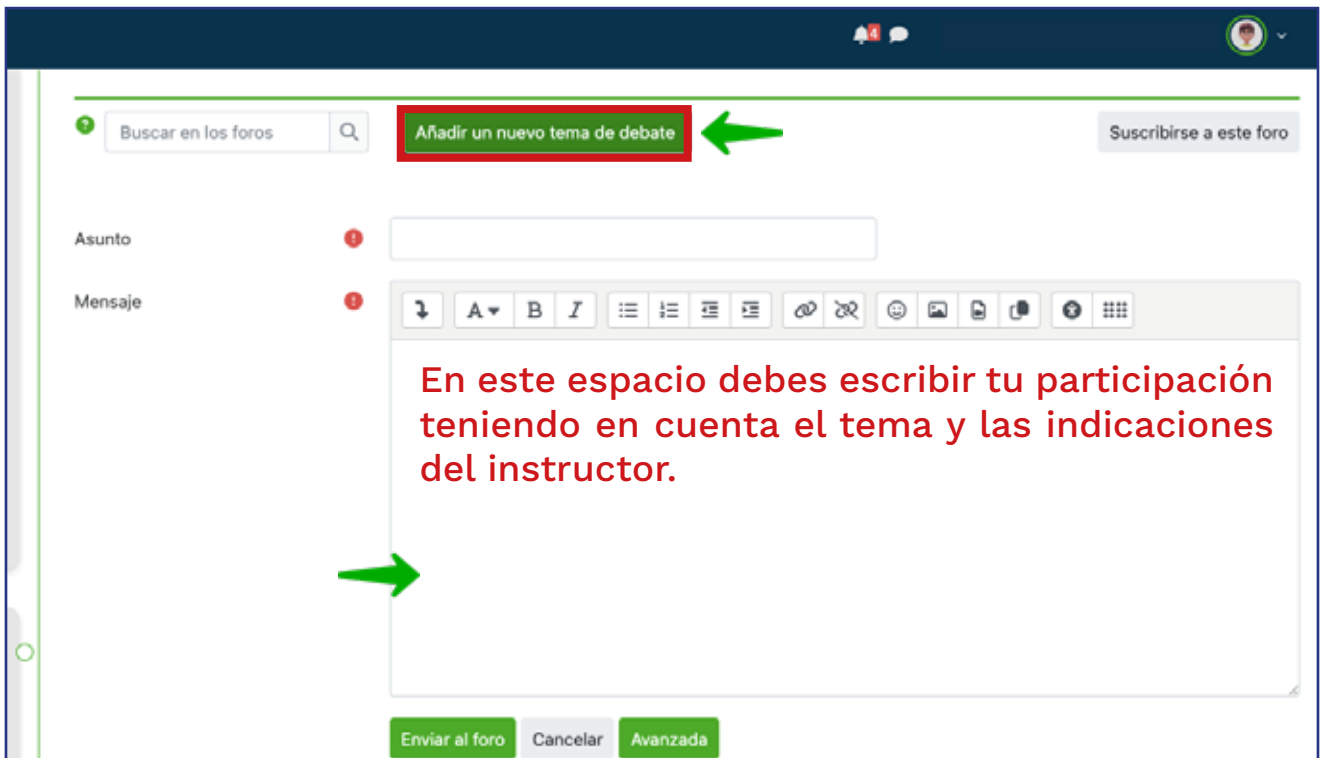 4
Buscar en los foros
Añadir un nuevo tema de debate
Suscribirse a este foro
Asunto
Mensaje
A B I
En este espacio debes escribir tu participación
teniendo en cuenta el tema y las indicaciones
del instructor.
Enviar al foro Cancelar Avanzada